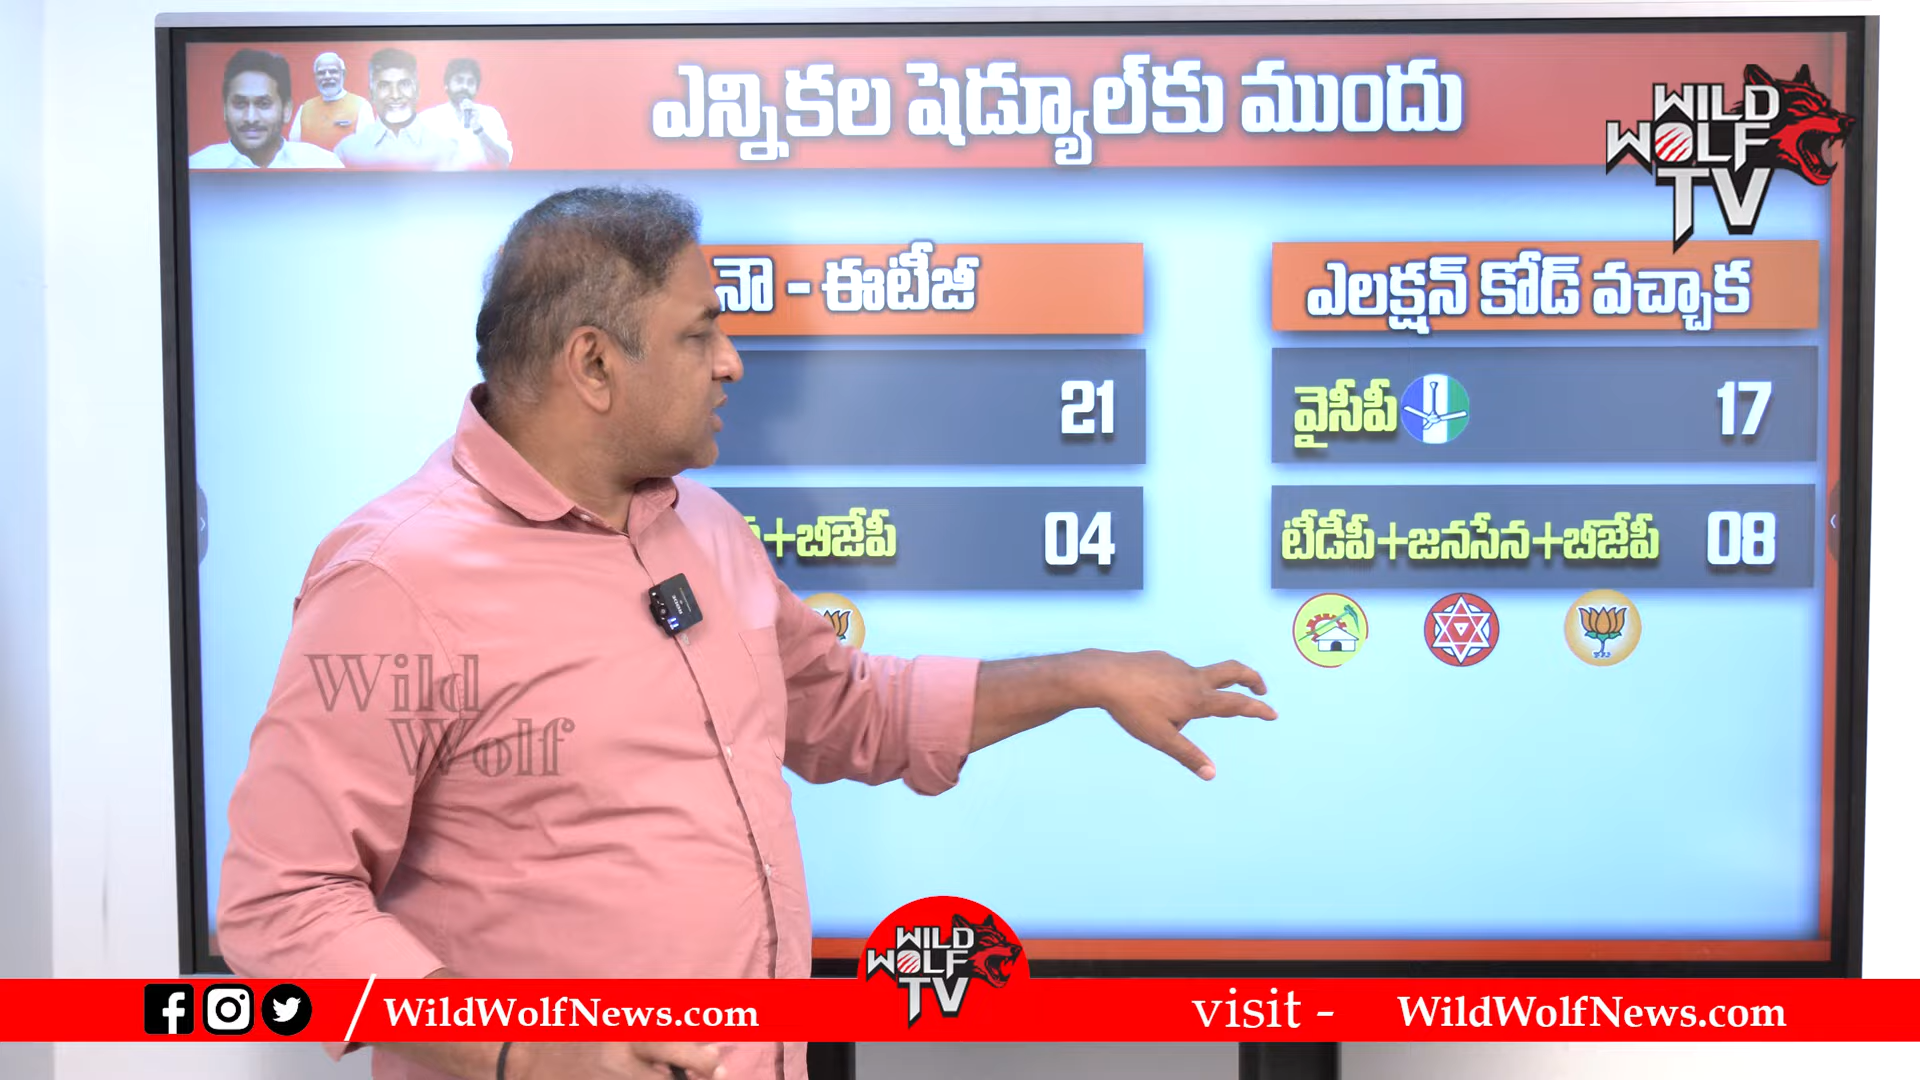 ఎన్నికల షెడ్యూల్‌కు ముందు
WILD
WOLF
TV
నౌ - ఈటీజీ
ఎలక్షన్ కోడ్ వచ్చాక
21
వైసీపీ 17
+బీజేపీ 04
టీడీపీ+జనసేన+బీజేపీ 08
Wild
Wolf
WILD
WOLF
TV
WildWolfNews.com
visit - WildWolfNews.com